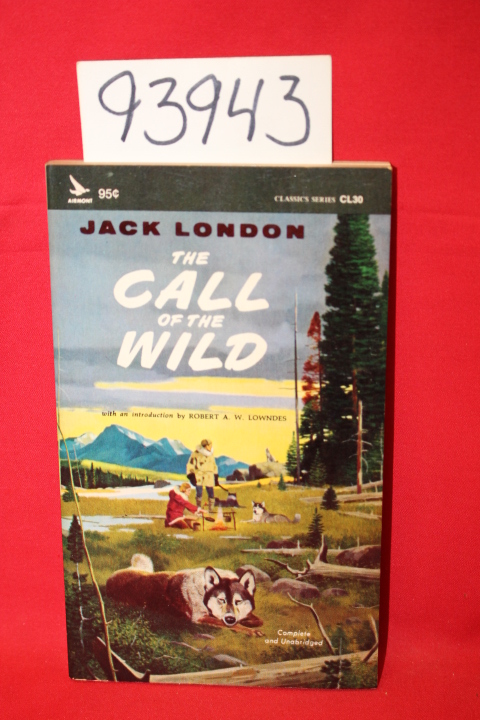 93943
AIRMONT
95¢
CLASSICS SERIES CL30
JACK LONDON
THE
CALL
OF THE
WILD
with an introduction by ROBERT A. W. LOWNDES
Complete
and Unabridged